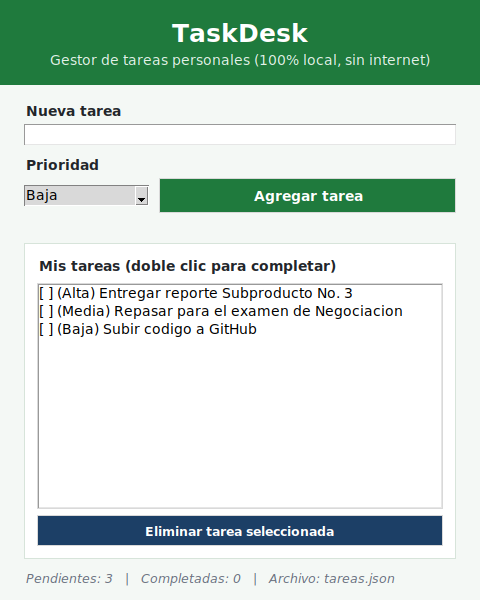 TaskDesk
Gestor de tareas personales (100% local, sin internet)
Nueva tarea
Prioridad
Baja
Agregar tarea
Mis tareas (doble clic para completar)
[ ] (Alta) Entregar reporte Subproducto No. 3
[ ] (Media) Repasar para el examen de Negociacion
[ ] (Baja) Subir codigo a GitHub
Eliminar tarea seleccionada
Pendientes: 3 | Completadas: 0 | Archivo: tareas.json